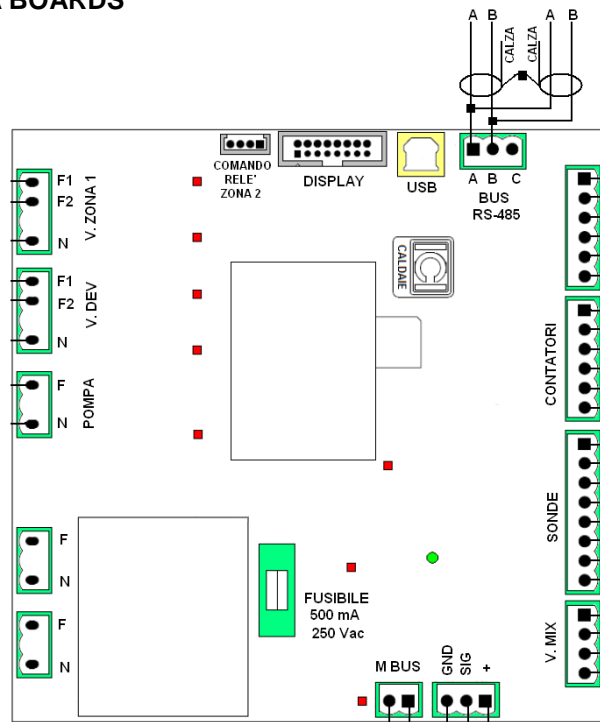 BOARDS
A B A B
CALZA CALZA
COMANDO
RELE'
ZONA 2
DISPLAY
USB
A B C
BUS
RS-485
F1
F2
N
V. ZONA 1
F1
F2
N
V. DEV
F
N
POMPA
F
N
F
N
CALDAIE
CONTATORI
SONDE
V. MIX
FUSIBILE
500 mA
250 Vac
M BUS
GND
SIG
+